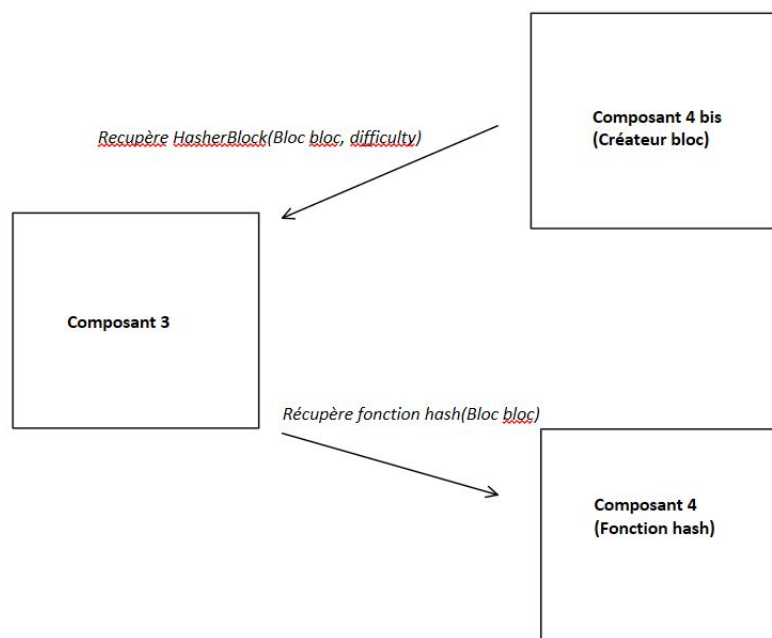 Composant 4 bis
(Créateur bloc)
Recupère HasherBlock(Bloc bloc, difficulty)
Composant 3
Récupère fonction hash(Bloc bloc)
Composant 4
(Fonction hash)